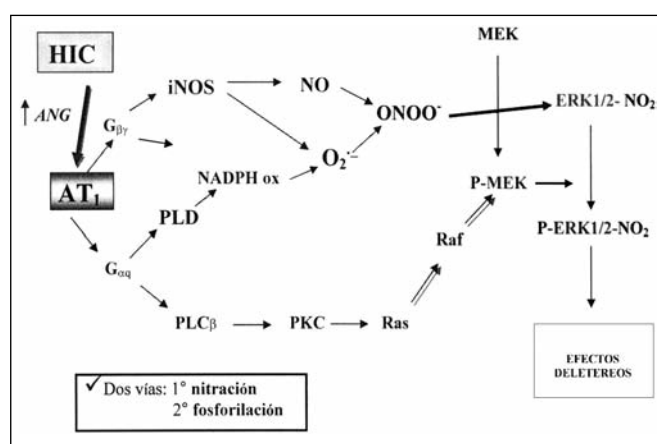 HIC
MEK
iNOS
NO
ERK1/2- NO₂
↑ ANG
Gβγ
ONOO⁻
O₂·⁻
NADPH ox
AT₁
P-MEK
PLD
P-ERK1/2-NO₂
Raf
Gαq
PLCβ
PKC
Ras
EFECTOS
DELETEREOS
✓ Dos vías: 1° nitración
2° fosforilación